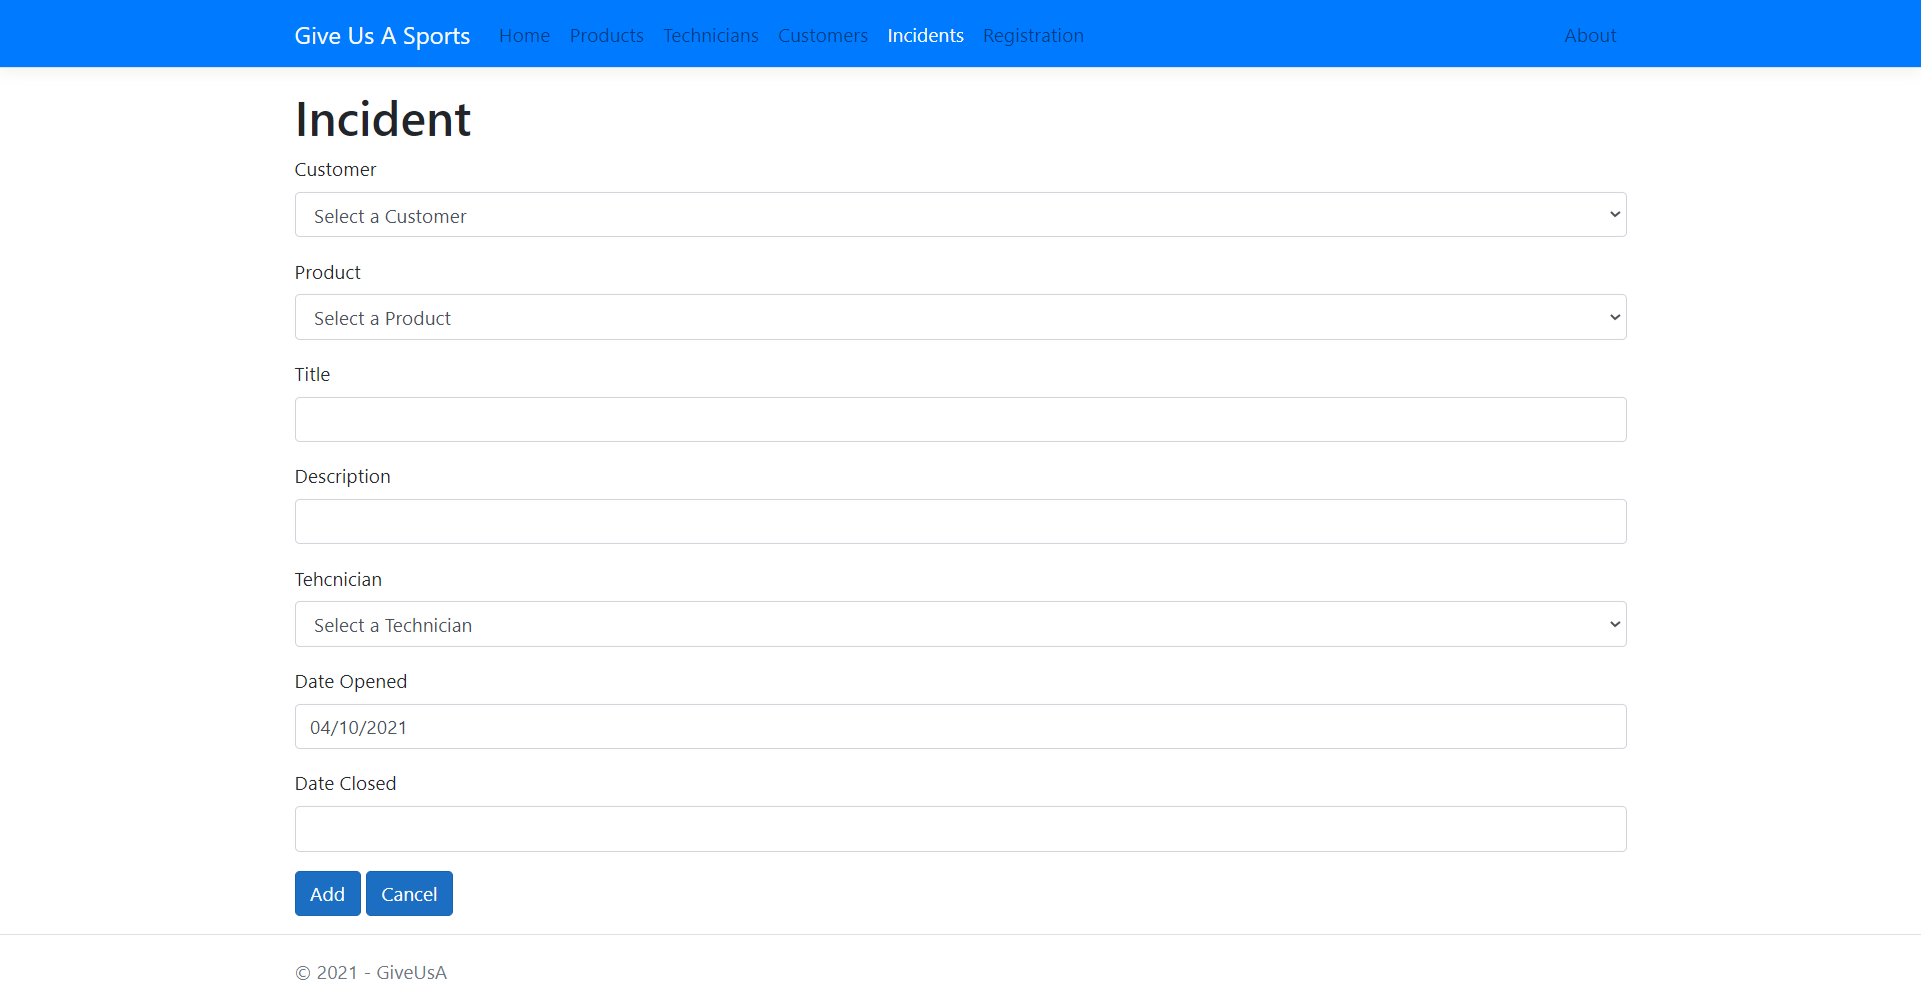 Give Us A Sports Home Products Technicians Customers Incidents Registration About
Incident
Customer
Select a Customer
Product
Select a Product
Title
Description
Tehcnician
Select a Technician
Date Opened
04/10/2021
Date Closed
Add Cancel
© 2021 - GiveUsA